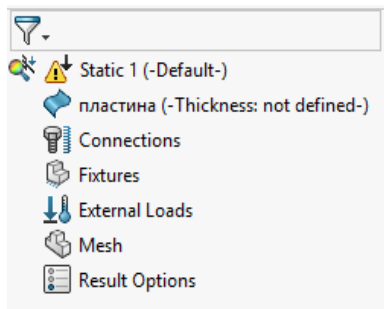 Static 1 (-Default-)
пластина (-Thickness: not defined-)
Connections
Fixtures
External Loads
Mesh
Result Options